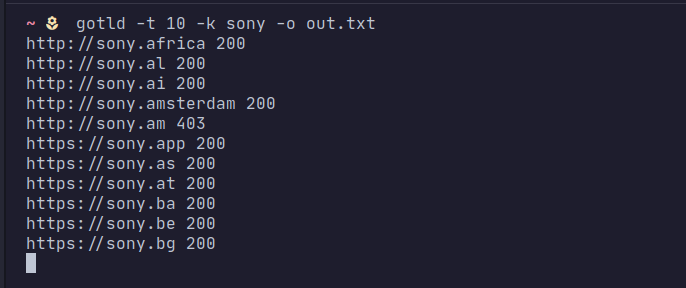 ~ gotld -t 10 -k sony -o out.txt
http://sony.africa 200
http://sony.al 200
http://sony.ai 200
http://sony.amsterdam 200
http://sony.am 403
https://sony.app 200
https://sony.as 200
https://sony.at 200
https://sony.ba 200
https://sony.be 200
https://sony.bg 200